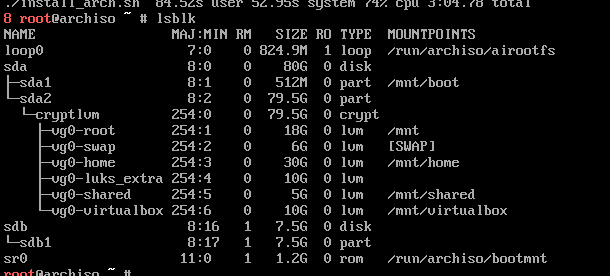 ./install_arch.sh  84.52s user 52.95s system 74% cpu 3:04.78 total
8 root@archiso ~ # lsblk
NAME                MAJ:MIN RM   SIZE RO TYPE  MOUNTPOINTS
loop0                 7:0    0 824.9M  1 loop  /run/archiso/airootfs
sda                   8:0    0    80G  0 disk
├─sda1                8:1    0   512M  0 part  /mnt/boot
└─sda2                8:2    0  79.5G  0 part
  └─cryptlvm        254:0    0  79.5G  0 crypt
    ├─vg0-root      254:1    0    18G  0 lvm   /mnt
    ├─vg0-swap      254:2    0     6G  0 lvm   [SWAP]
    ├─vg0-home      254:3    0    30G  0 lvm   /mnt/home
    ├─vg0-luks_extra 254:4   0    10G  0 lvm
    ├─vg0-shared    254:5    0     5G  0 lvm   /mnt/shared
    └─vg0-virtualbox 254:6   0    10G  0 lvm   /mnt/virtualbox
sdb                   8:16   1   7.5G  0 disk
└─sdb1                8:17   1   7.5G  0 part
sr0                  11:0    1   1.2G  0 rom   /run/archiso/bootmnt
root@archiso ~ #